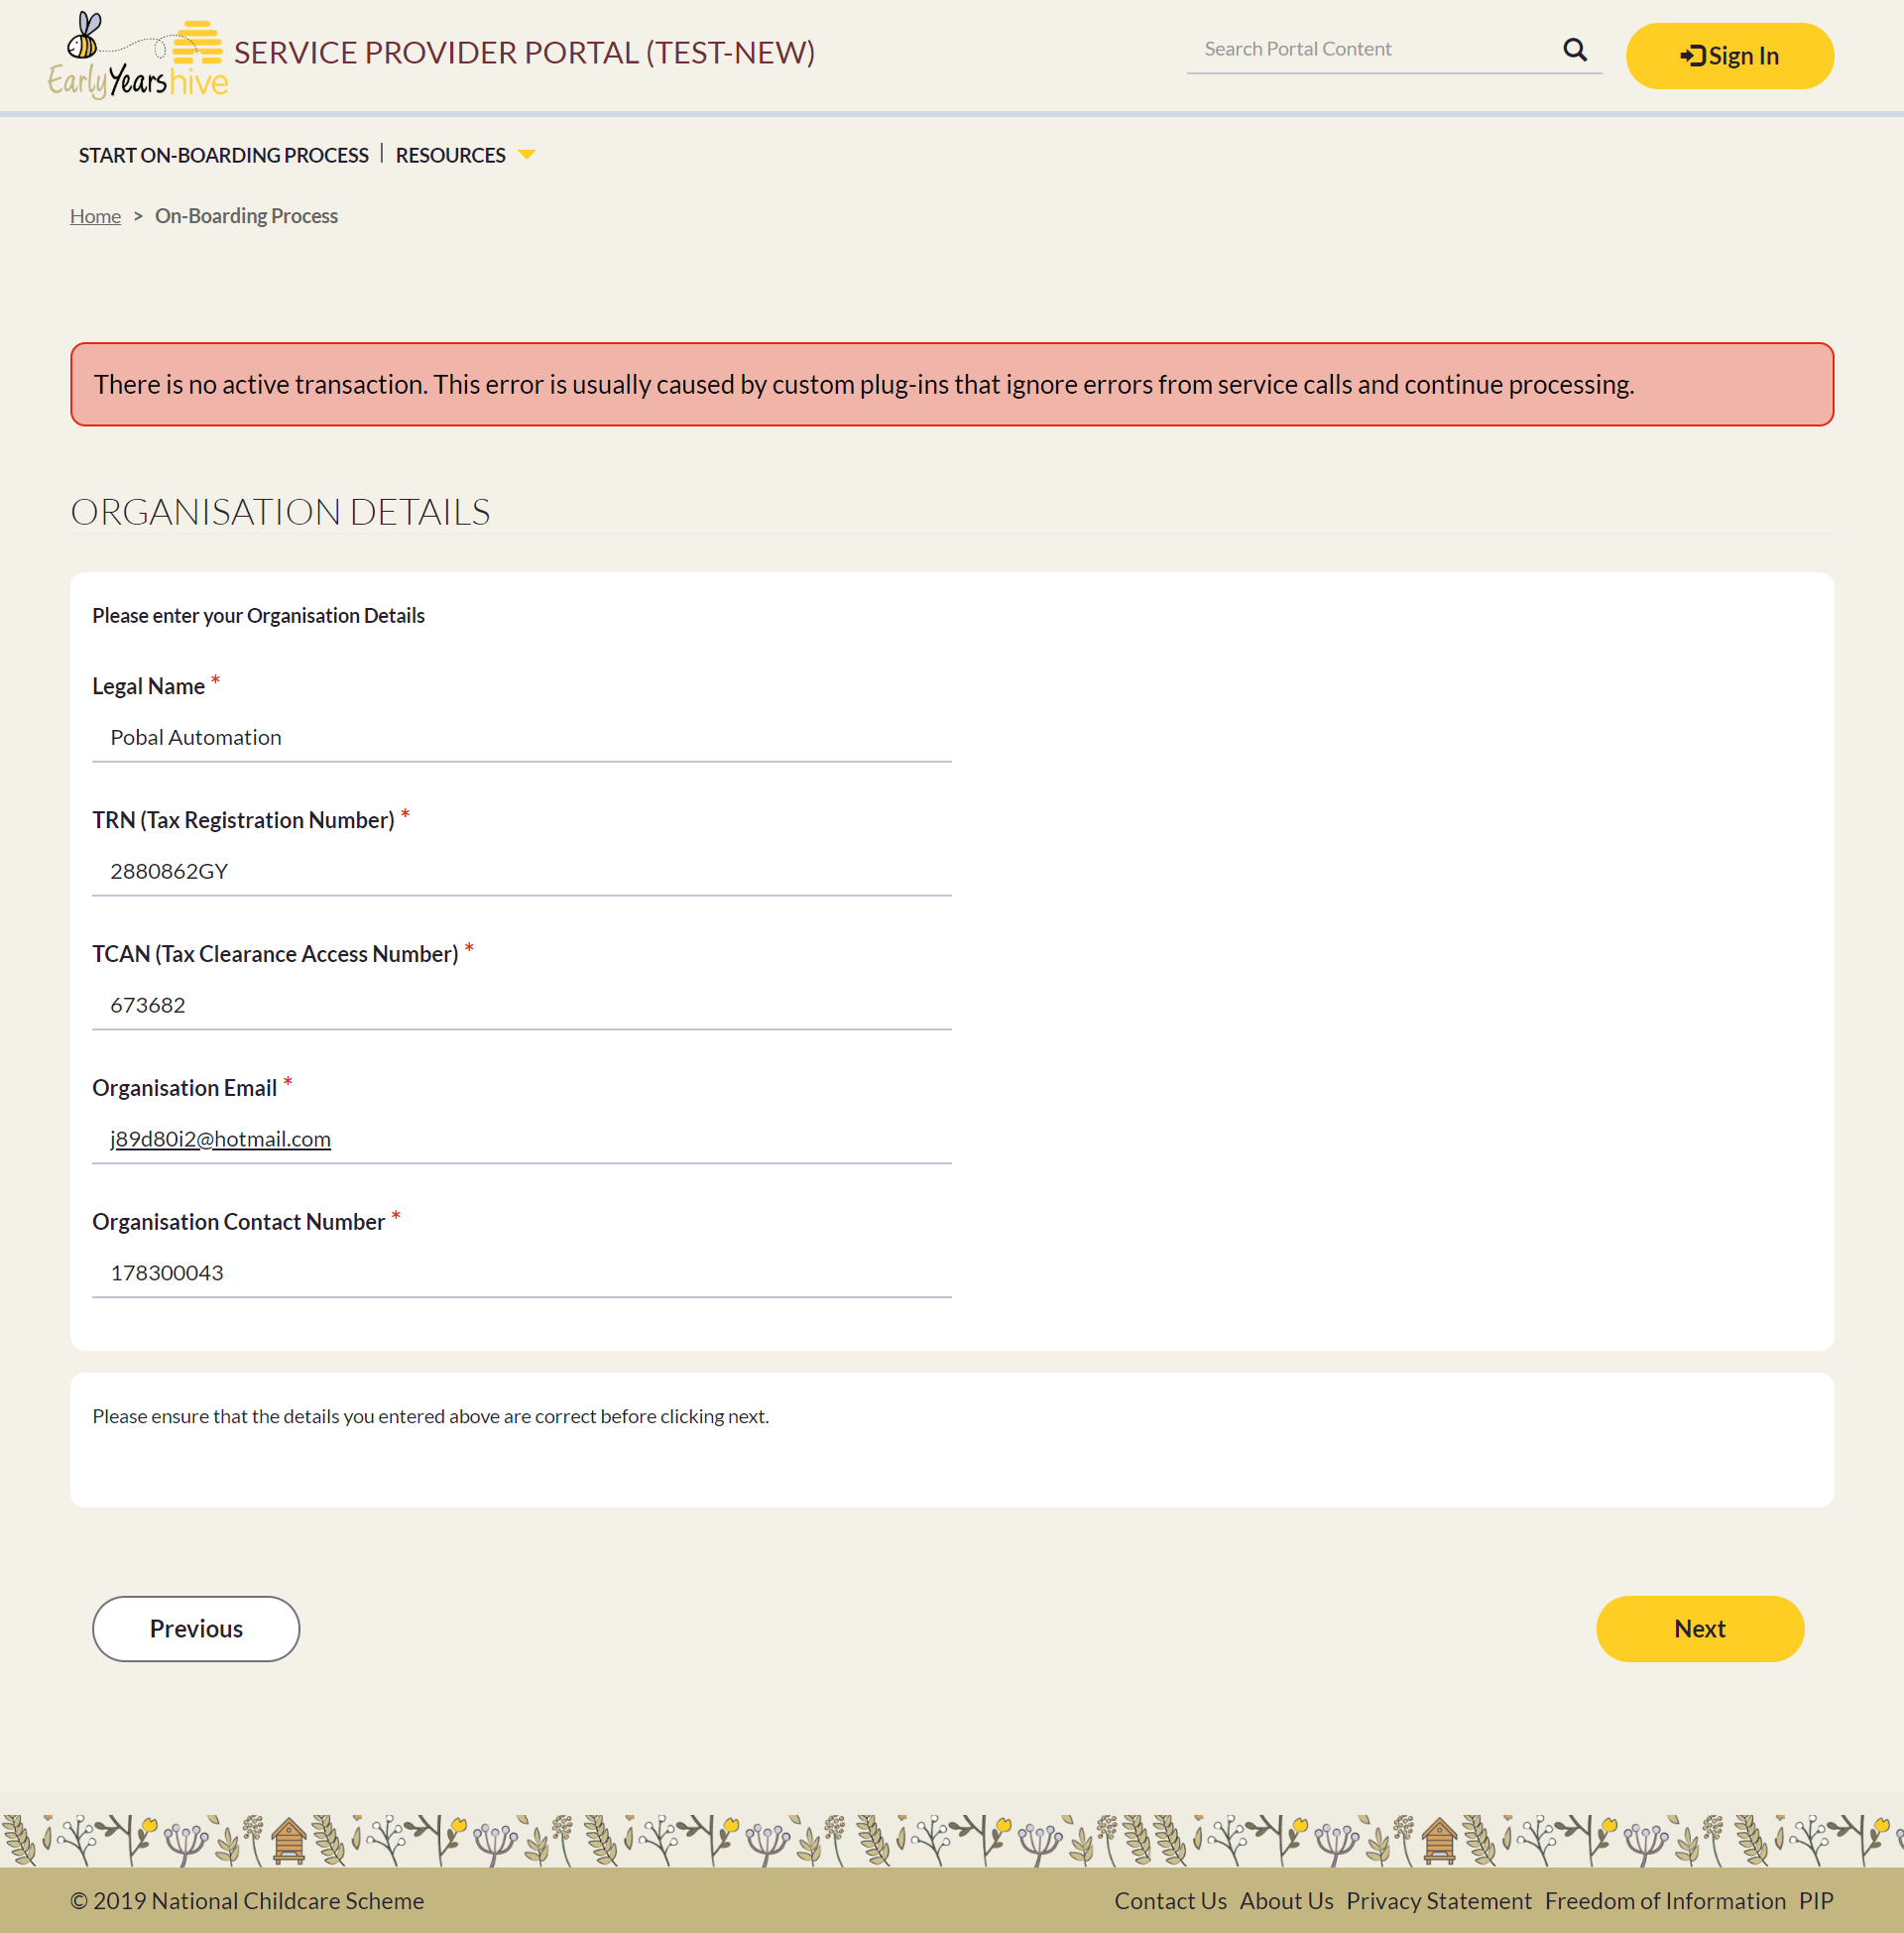 EarlyYearshive
SERVICE PROVIDER PORTAL (TEST-NEW)
Search Portal Content
Sign In
START ON-BOARDING PROCESS | RESOURCES
Home > On-Boarding Process
There is no active transaction. This error is usually caused by custom plug-ins that ignore errors from service calls and continue processing.
ORGANISATION DETAILS
Please enter your Organisation Details
Legal Name *
Pobal Automation
TRN (Tax Registration Number) *
2880862GY
TCAN (Tax Clearance Access Number) *
673682
Organisation Email *
j89d80i2@hotmail.com
Organisation Contact Number *
178300043
Please ensure that the details you entered above are correct before clicking next.
Previous
Next
© 2019 National Childcare Scheme
Contact Us About Us Privacy Statement Freedom of Information PIP